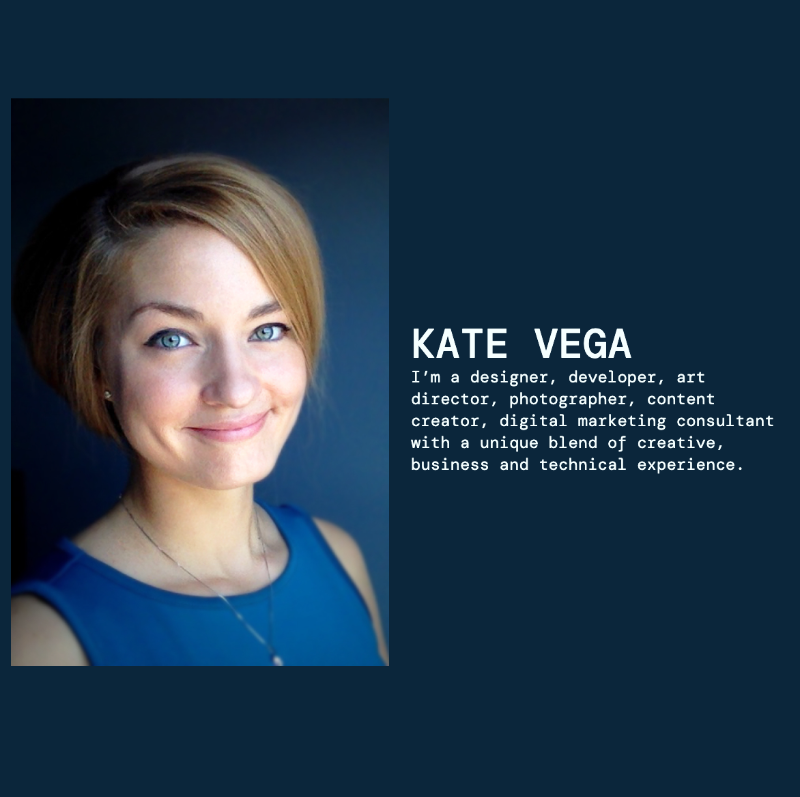 KATE VEGA
I'm a designer, developer, art
director, photographer, content
creator, digital marketing consultant
with a unique blend of creative,
business and technical experience.